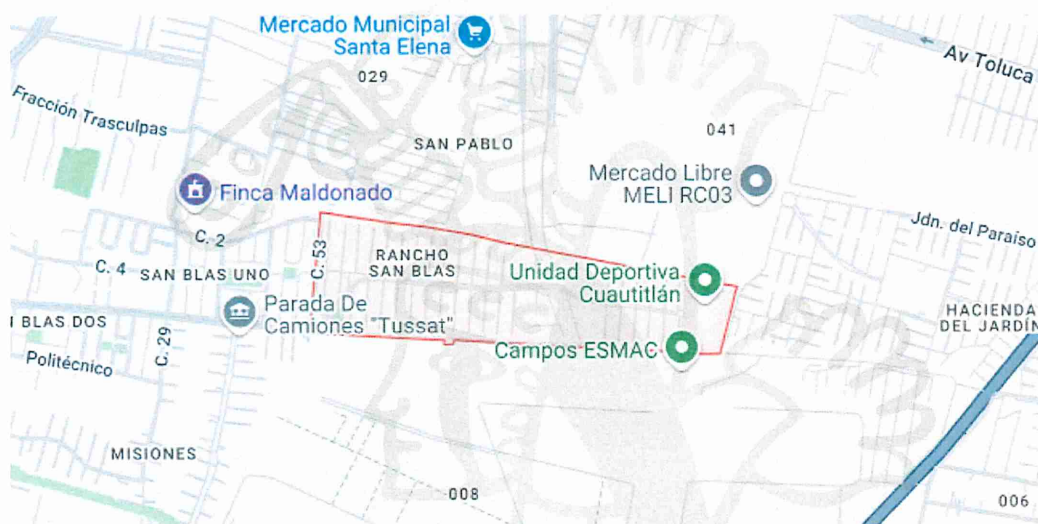 Mercado Municipal
Santa Elena
Av Toluca
029
Fracción Trasculpas
041
SAN PABLO
Mercado Libre
MELI RC03
Finca Maldonado
Jdn. del Paraíso
C. 2
C. 53
RANCHO
SAN BLAS
C. 4
SAN BLAS UNO
Unidad Deportiva
Cuautitlán
Parada De
Camiones "Tussat"
HACIENDA
DEL JARDÍN
BLAS DOS
C. 29
Campos ESMAC
Politécnico
MISIONES
008
006